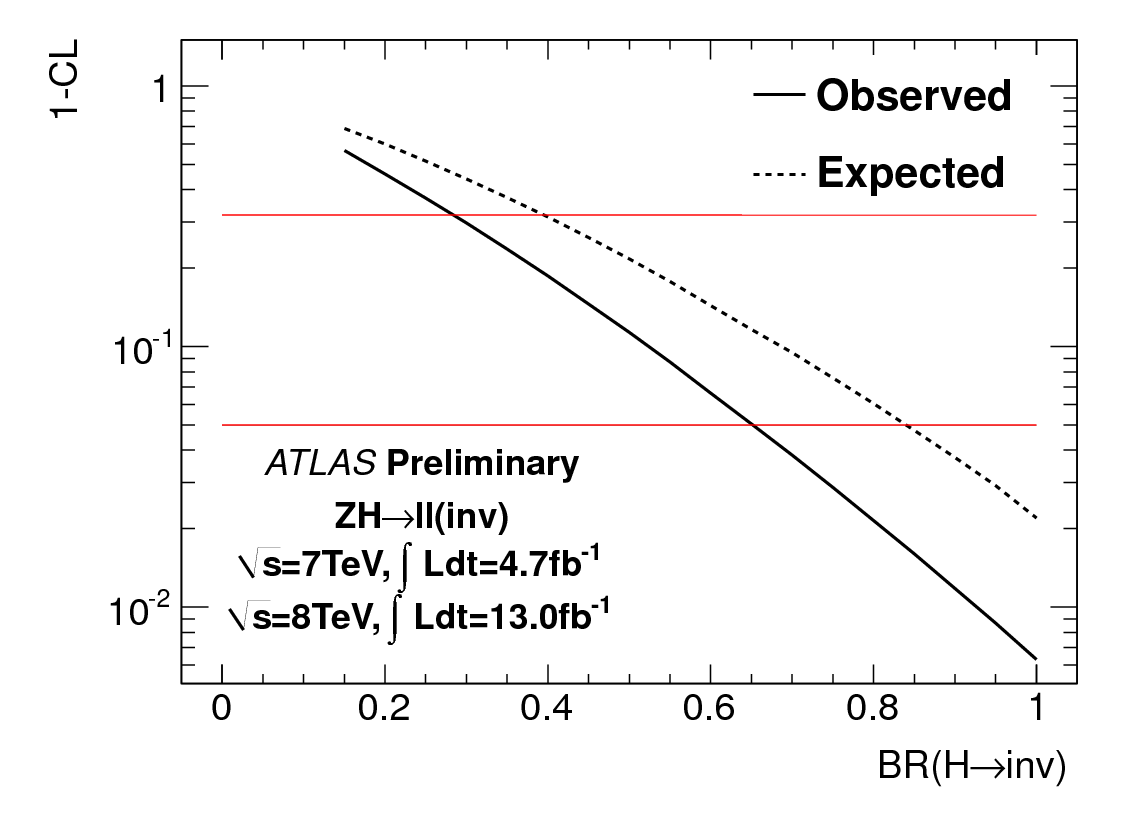 1-CL
1
10-1
10-2
Observed
Expected
ATLAS Preliminary
ZH→ll(inv)
√s=7TeV, ∫ Ldt=4.7fb-1
√s=8TeV, ∫ Ldt=13.0fb-1
0 0.2 0.4 0.6 0.8 1
BR(H→inv)